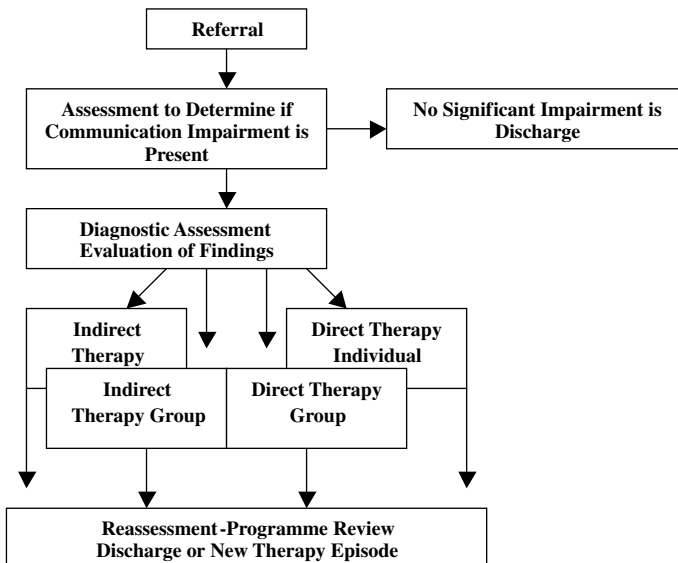 Referral
Assessment to Determine if
Communication Impairment is
Present
No Significant Impairment is
Discharge
Diagnostic Assessment
Evaluation of Findings
Indirect
Therapy
Direct Therapy
Individual
Indirect
Therapy Group
Direct Therapy
Group
Reassessment-Programme Review
Discharge or New Therapy Episode